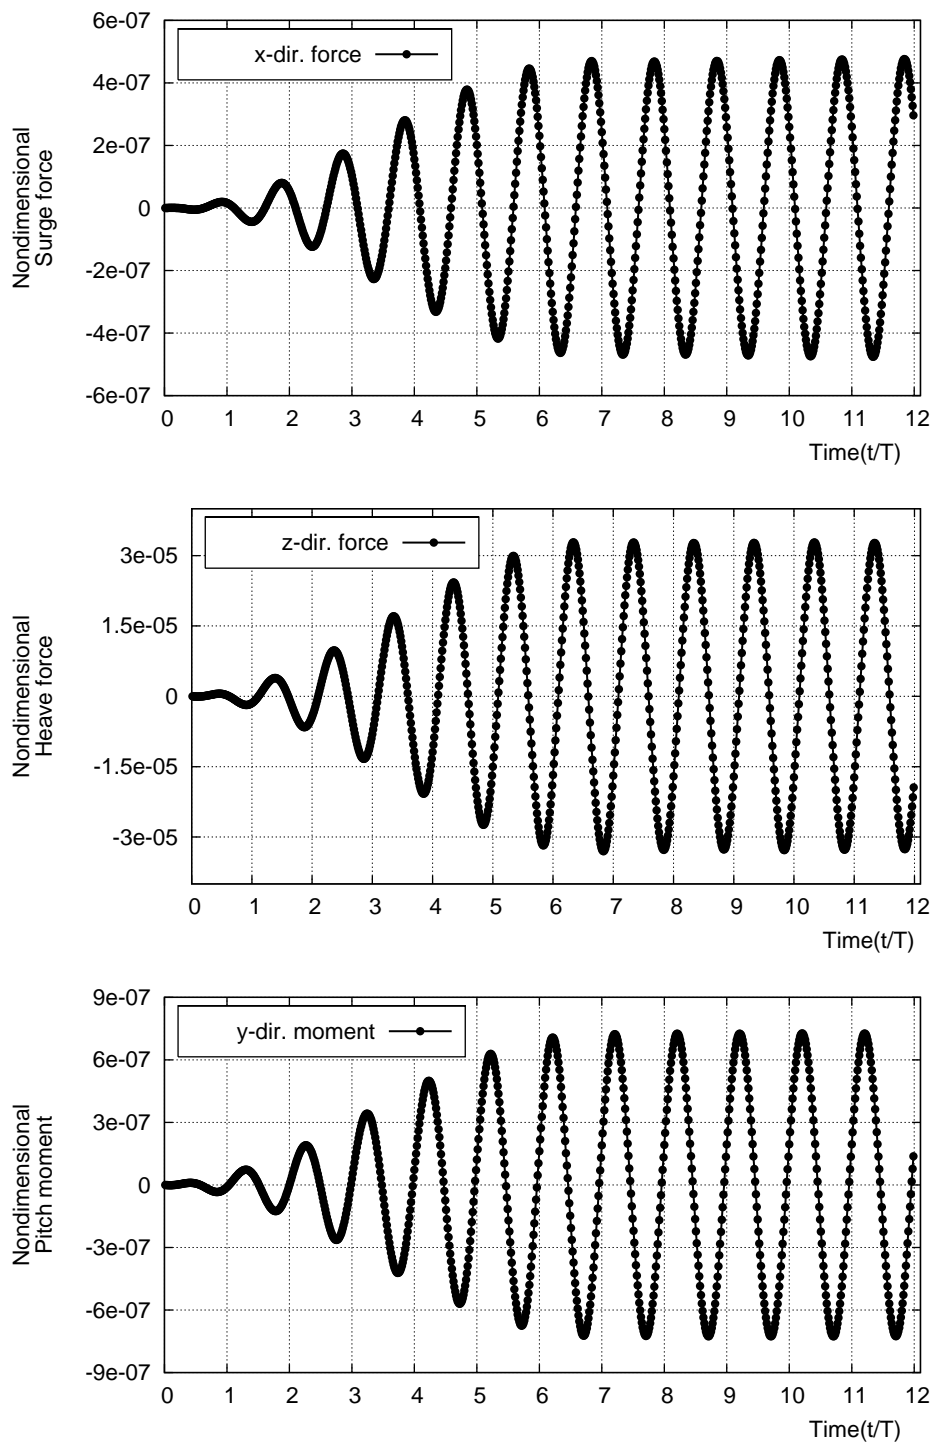 6e-07
x-dir. force
4e-07
2e-07
0
-2e-07
-4e-07
-6e-07
Nondimensional
Surge force
0 1 2 3 4 5 6 7 8 9 10 11 12
Time(t/T)
z-dir. force
3e-05
1.5e-05
0
-1.5e-05
-3e-05
Nondimensional
Heave force
0 1 2 3 4 5 6 7 8 9 10 11 12
Time(t/T)
9e-07
y-dir. moment
6e-07
3e-07
0
-3e-07
-6e-07
-9e-07
Nondimensional
Pitch moment
0 1 2 3 4 5 6 7 8 9 10 11 12
Time(t/T)